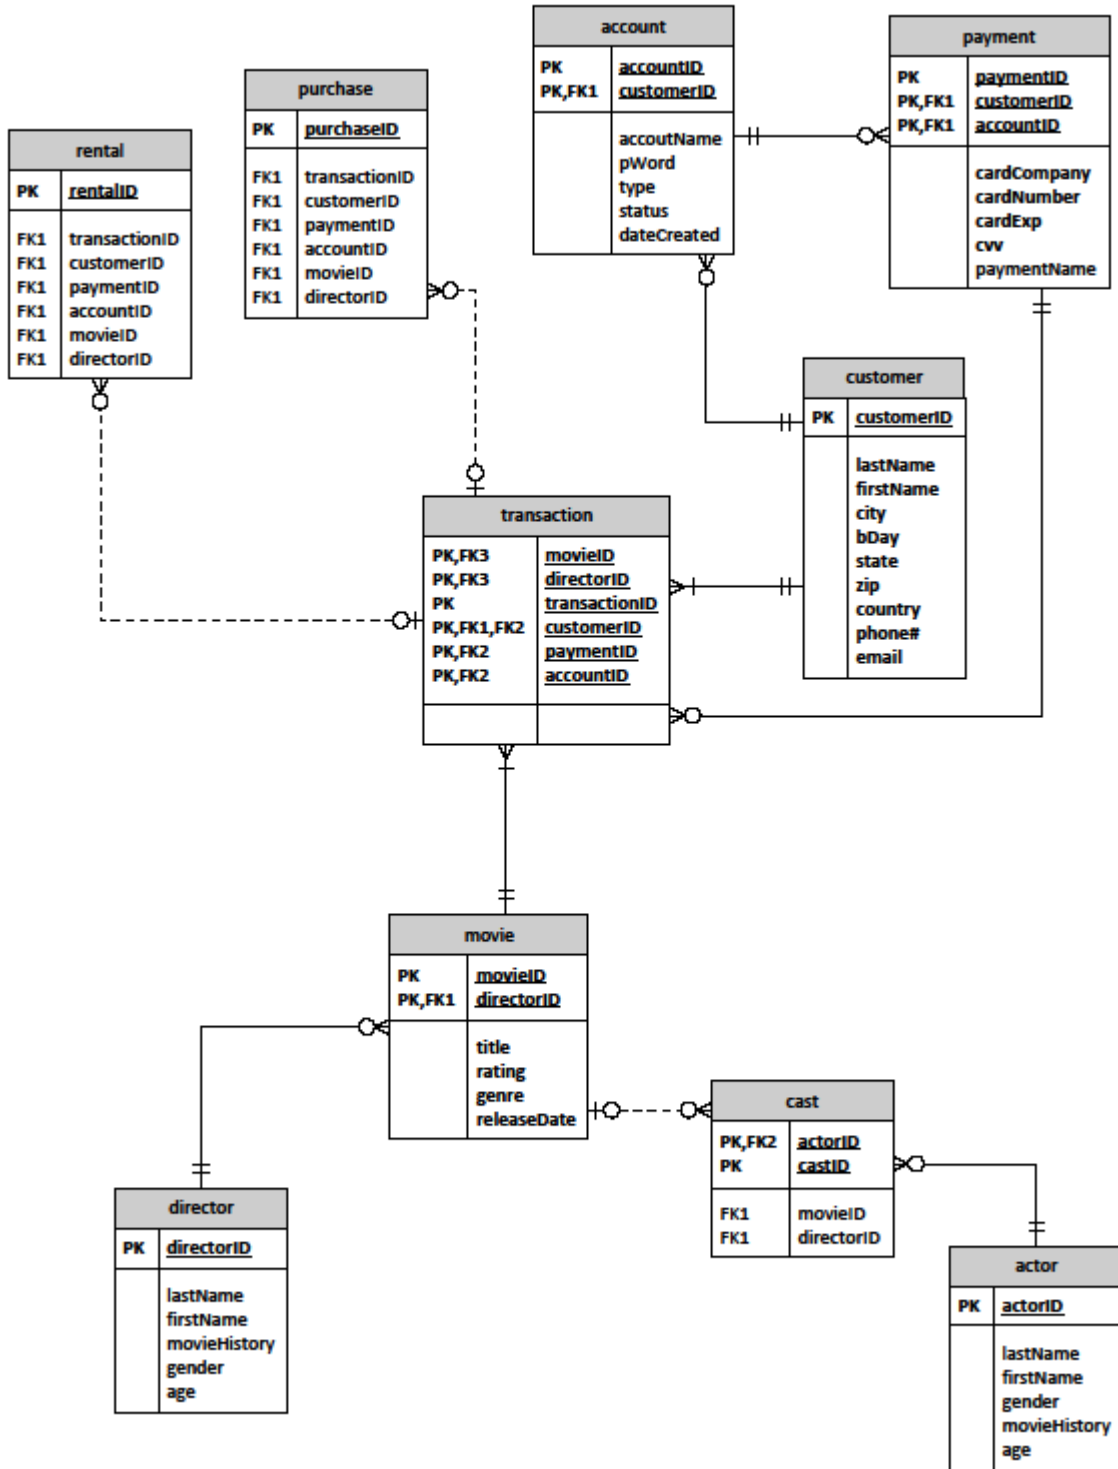 account
PK accountID
PK,FK1 customerID
accoutName
pWord
type
status
dateCreated
payment
PK paymentID
PK,FK1 customerID
PK,FK1 accountID
cardCompany
cardNumber
cardExp
cvv
paymentName
purchase
PK purchaseID
FK1 transactionID
FK1 customerID
FK1 paymentID
FK1 accountID
FK1 movieID
FK1 directorID
rental
PK rentalID
FK1 transactionID
FK1 customerID
FK1 paymentID
FK1 accountID
FK1 movieID
FK1 directorID
customer
PK customerID
lastName
firstName
city
bDay
state
zip
country
phone#
email
transaction
PK,FK3 movieID
PK,FK3 directorID
PK transactionID
PK,FK1,FK2 customerID
PK,FK2 paymentID
PK,FK2 accountID
movie
PK movieID
PK,FK1 directorID
title
rating
genre
releaseDate
cast
PK,FK2 actorID
PK castID
FK1 movieID
FK1 directorID
director
PK directorID
lastName
firstName
movieHistory
gender
age
actor
PK actorID
lastName
firstName
gender
movieHistory
age